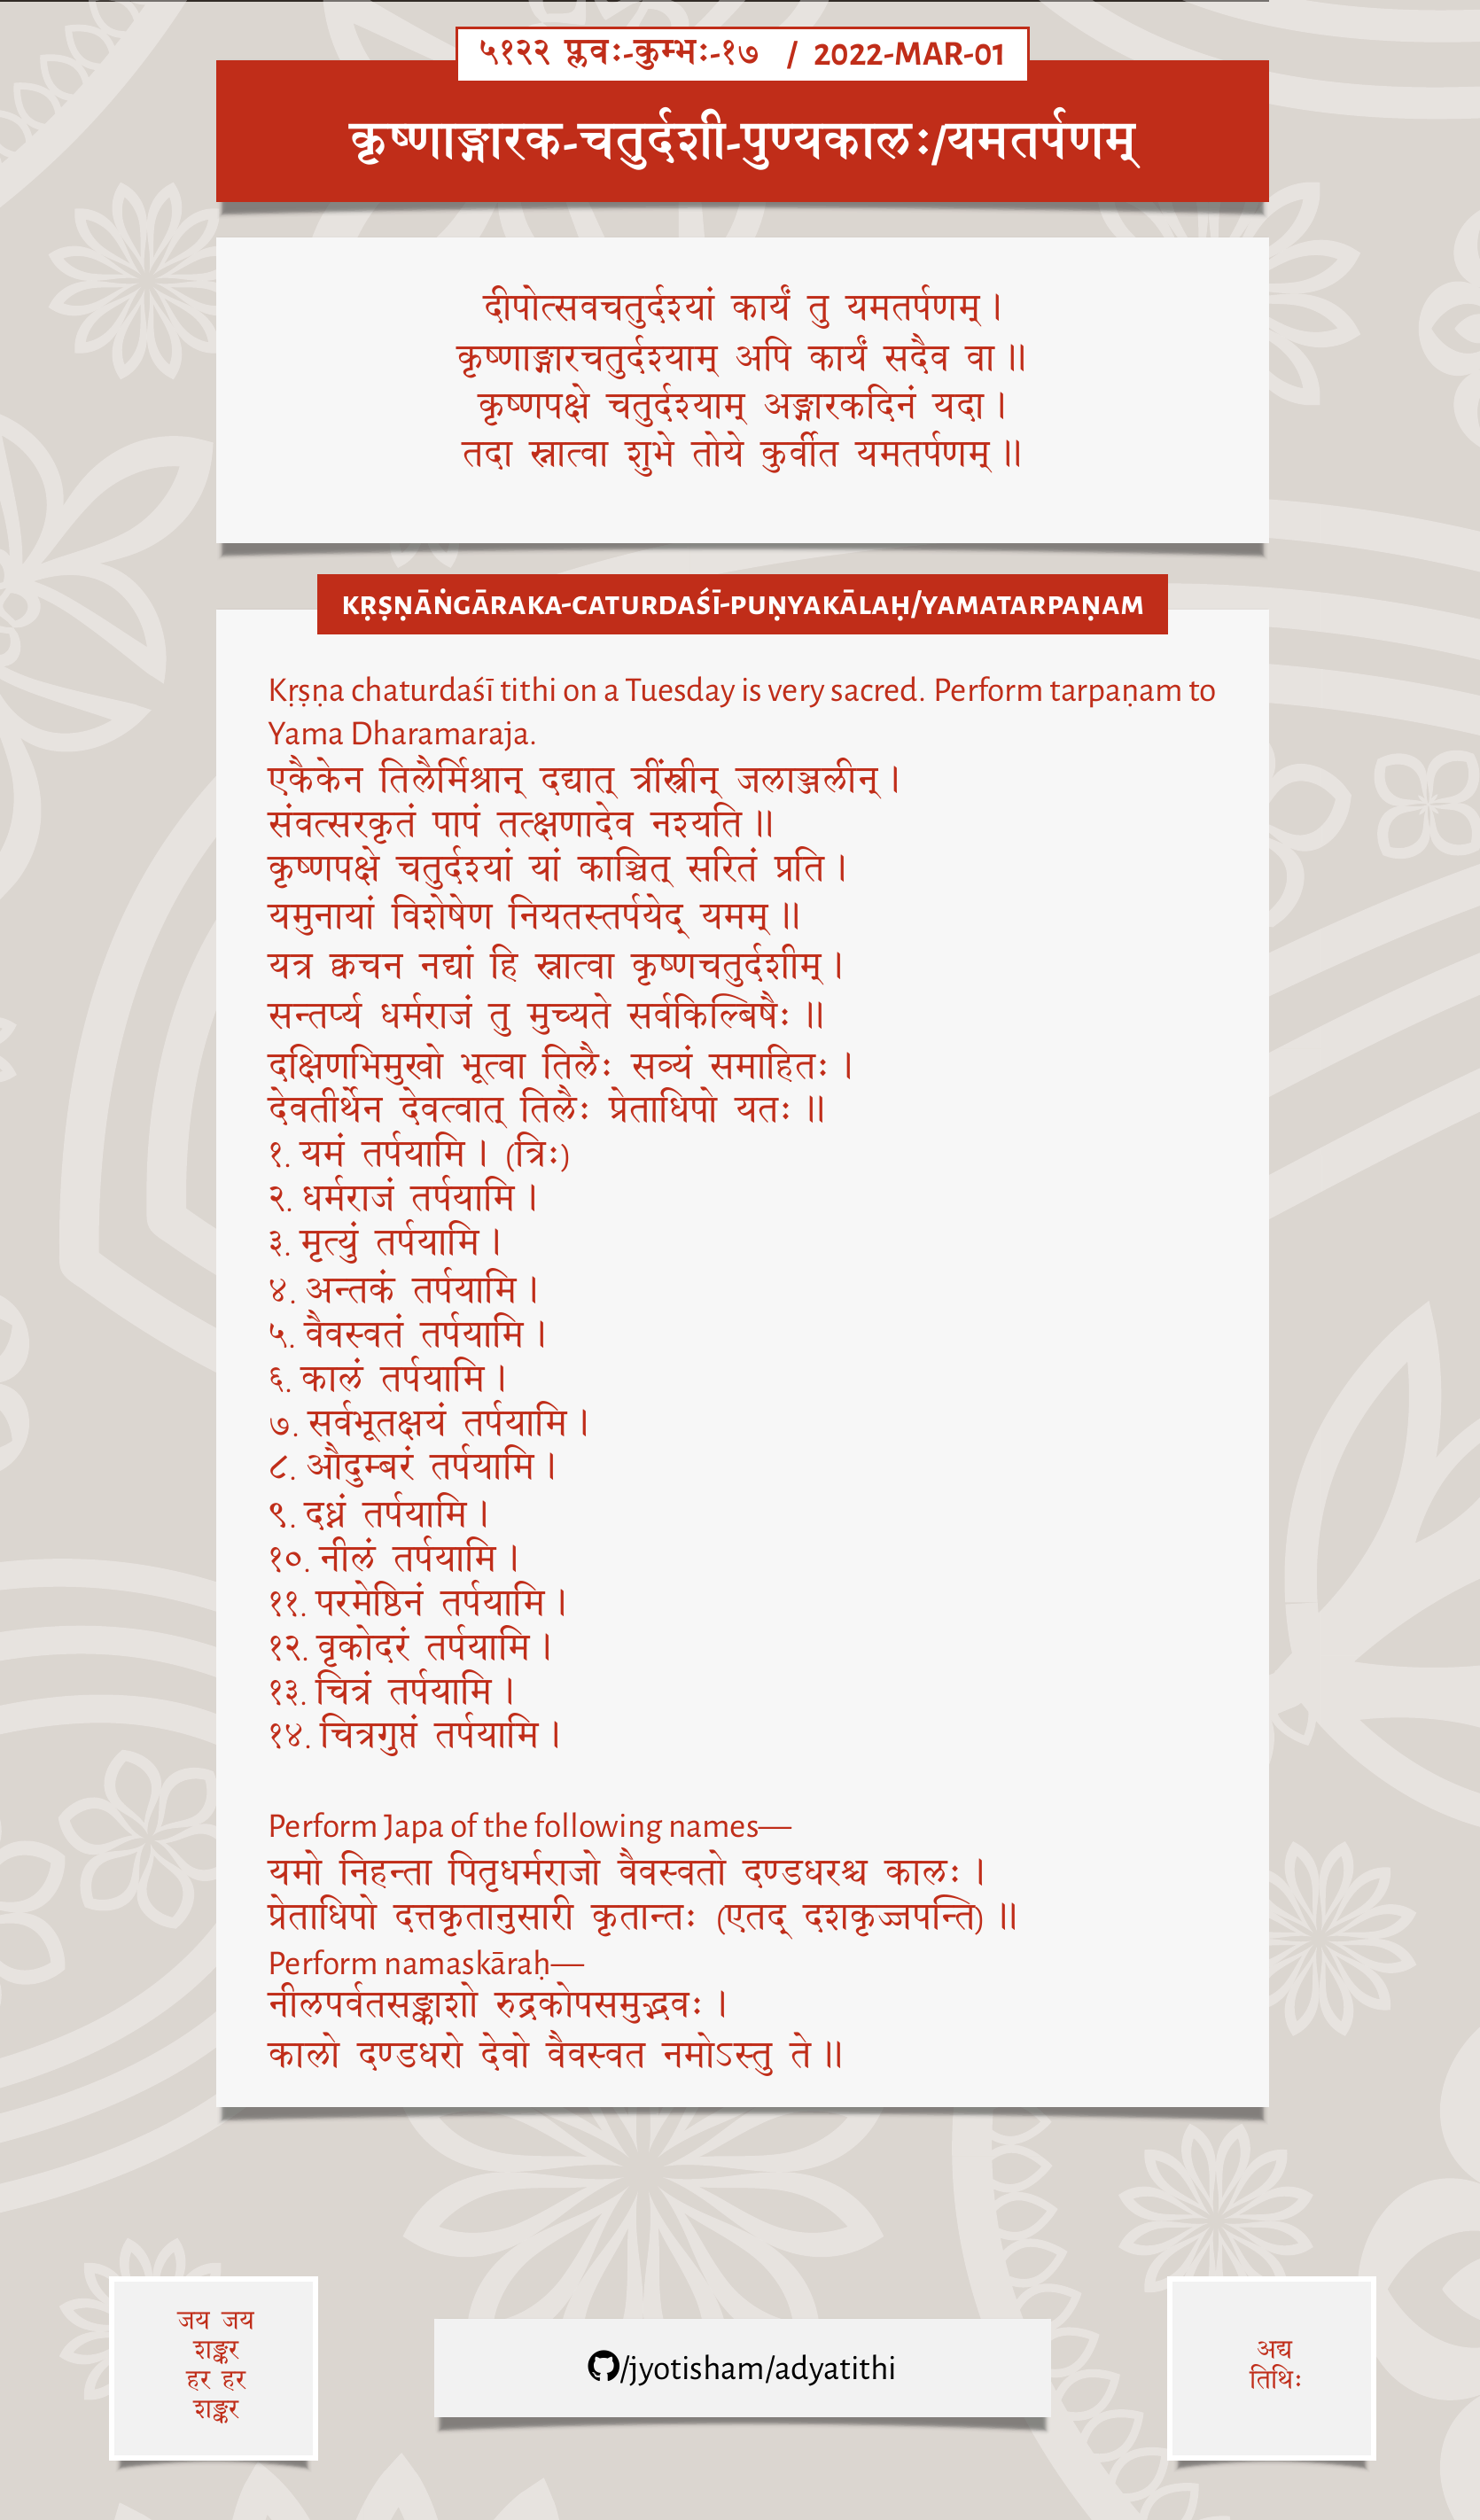 ५१२२ प्लवः-कुम्भः-१७ / 2022-MAR-01
कृष्णाङ्गारक-चतुर्दशी-पुण्यकालः/यमतर्पणम्
दीपोत्सवचतुर्दश्यां कार्यं तु यमतर्पणम्।
कृष्णाङ्गारचतुर्दश्याम् अपि कार्यं सदैव वा॥
कृष्णपक्षे चतुर्दश्याम् अङ्गारकदिनं यदा।
तदा स्नात्वा शुभे तोये कुर्वीत यमतर्पणम्॥
KṚṢṆĀṄGĀRAKA-CATURDAŚĪ-PUṆYAKĀLAḤ/YAMATARPAṆAM
Kṛṣṇa chaturdaśī tithi on a Tuesday is very sacred. Perform tarpaṇam to
Yama Dharamaraja.
एकैकेन तिलैर्मिश्रान् दद्यात् त्रींस्त्रीन् जलाञ्जलीन्।
संवत्सरकृतं पापं तत्क्षणादेव नश्यति॥
कृष्णपक्षे चतुर्दश्यां यां काञ्चित् सरितं प्रति।
यमुनायां विशेषेण नियतस्तर्पयेद् यमम्॥
यत्र क्वचन नद्यां हि स्नात्वा कृष्णचतुर्दशीम्।
सन्तर्प्य धर्मराजं तु मुच्यते सर्वकिल्बिषैः॥
दक्षिणभिमुखो भूत्वा तिलैः सव्यं समाहितः।
देवतीर्थेन देवत्वात् तिलैः प्रेताधिपो यतः॥
१. यमं तर्पयामि। (त्रिः)
२. धर्मराजं तर्पयामि।
३. मृत्युं तर्पयामि।
४. अन्तकं तर्पयामि।
५. वैवस्वतं तर्पयामि।
६. कालं तर्पयामि।
७. सर्वभूतक्षयं तर्पयामि।
८. औदुम्बरं तर्पयामि।
९. दध्नं तर्पयामि।
१०. नीलं तर्पयामि।
११. परमेष्ठिनं तर्पयामि।
१२. वृकोदरं तर्पयामि।
१३. चित्रं तर्पयामि।
१४. चित्रगुप्तं तर्पयामि।
Perform Japa of the following names—
यमो निहन्ता पितृधर्मराजो वैवस्वतो दण्डधरश्च कालः।
प्रेताधिपो दत्तकृतानुसारी कृतान्तः (एतद् दशकृज्जपन्ति)॥
Perform namaskāraḥ—
नीलपर्वतसङ्काशो रुद्रकोपसमुद्भवः।
कालो दण्डधरो देवो वैवस्वत नमोऽस्तु ते॥
जय जय
शङ्कर
हर हर
शङ्कर
/jyotisham/adyatithi
अद्य
तिथिः